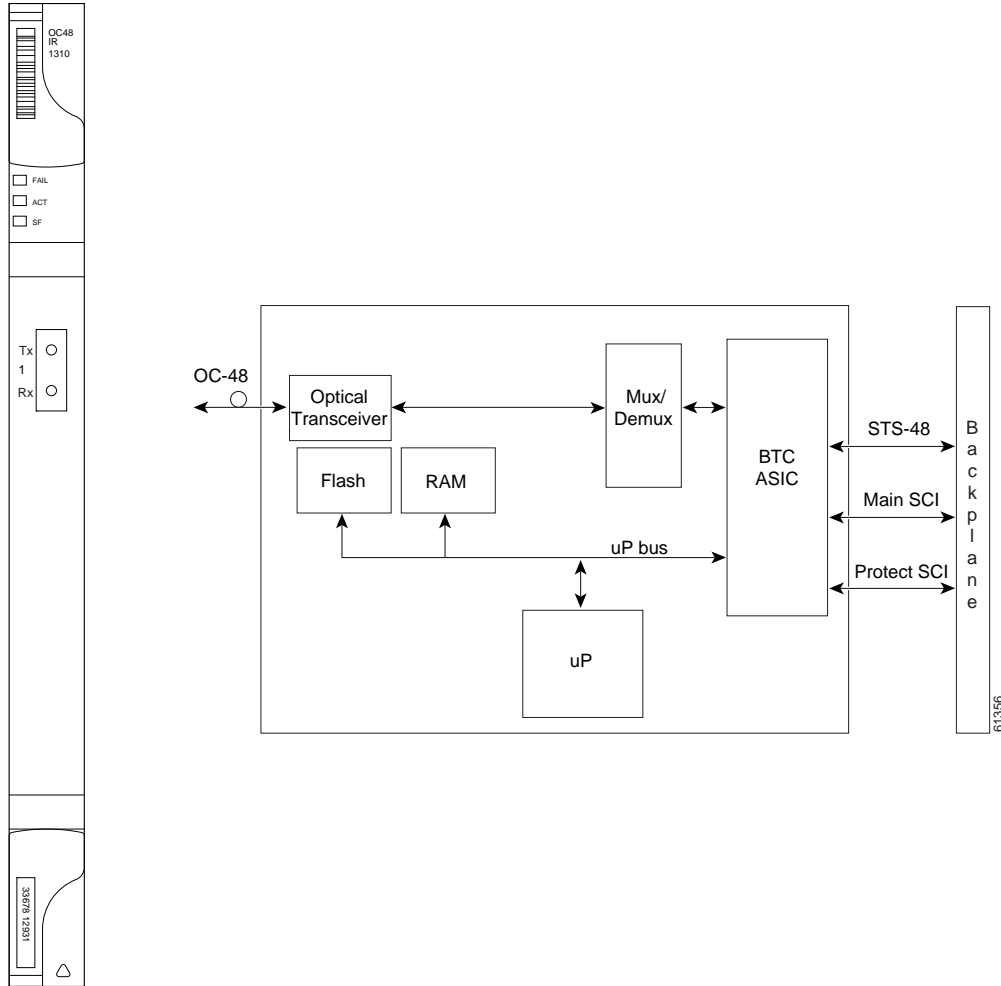 OC48
IR
1310
FAIL
ACT
SF
Tx
1
Rx
33678 12931
OC-48
Optical
Transceiver
Mux/
Demux
BTC
ASIC
Flash
RAM
uP bus
uP
STS-48
Main SCI
Protect SCI
Backplane
61356